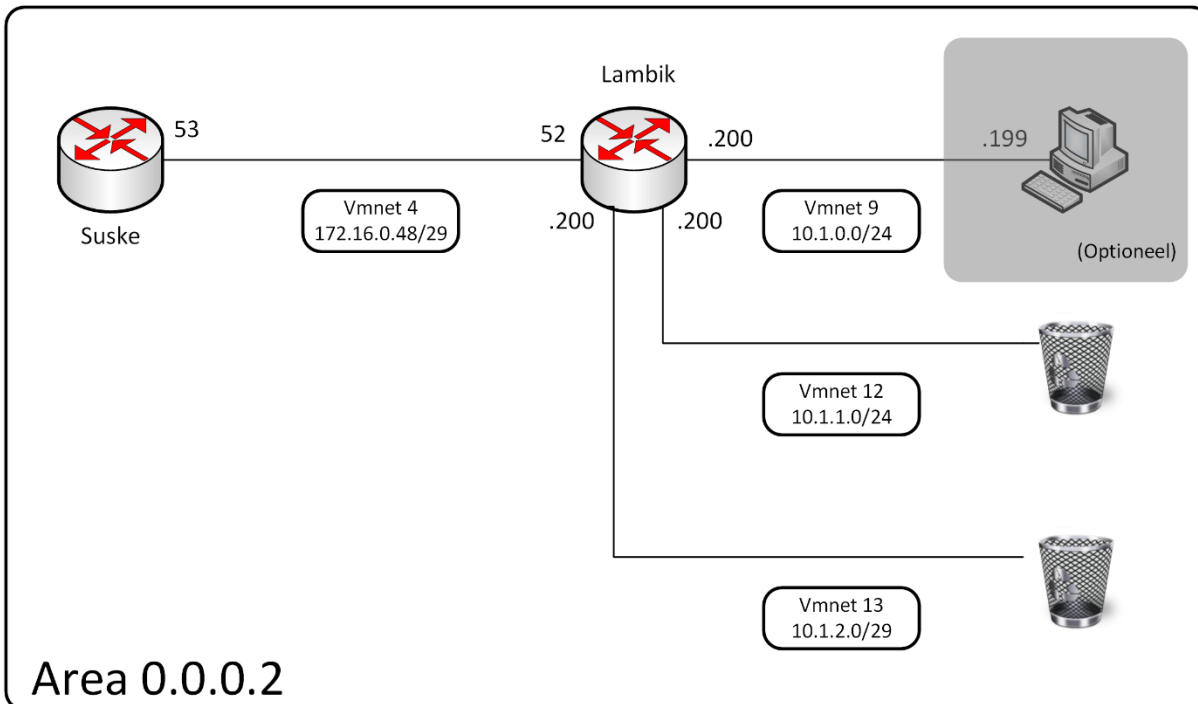 Lambik
53
52
.200
.199
Vmnet 4
172.16.0.48/29
Suske
.200
.200
Vmnet 9
10.1.0.0/24
(Optioneel)
Vmnet 12
10.1.1.0/24
Vmnet 13
10.1.2.0/29
Area 0.0.0.2